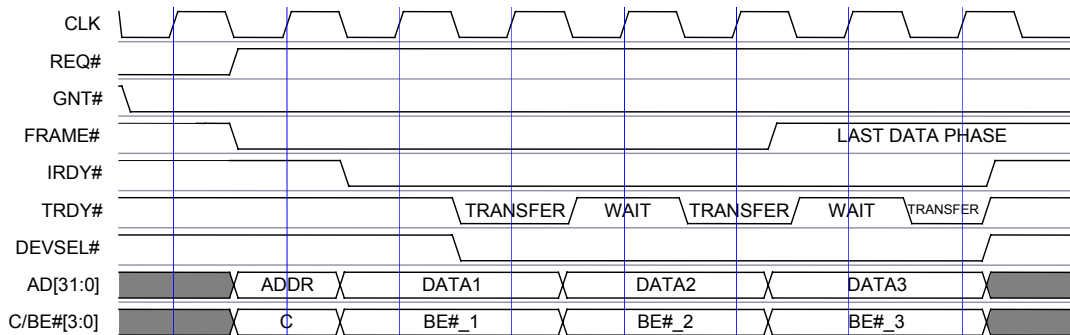 CLK
REQ#
GNT#
FRAME# LAST DATA PHASE
IRDY#
TRDY# TRANSFER WAIT TRANSFER WAIT TRANSFER
DEVSEL#
AD[31:0] ADDR DATA1 DATA2 DATA3
C/BE#[3:0] C BE#_1 BE#_2 BE#_3